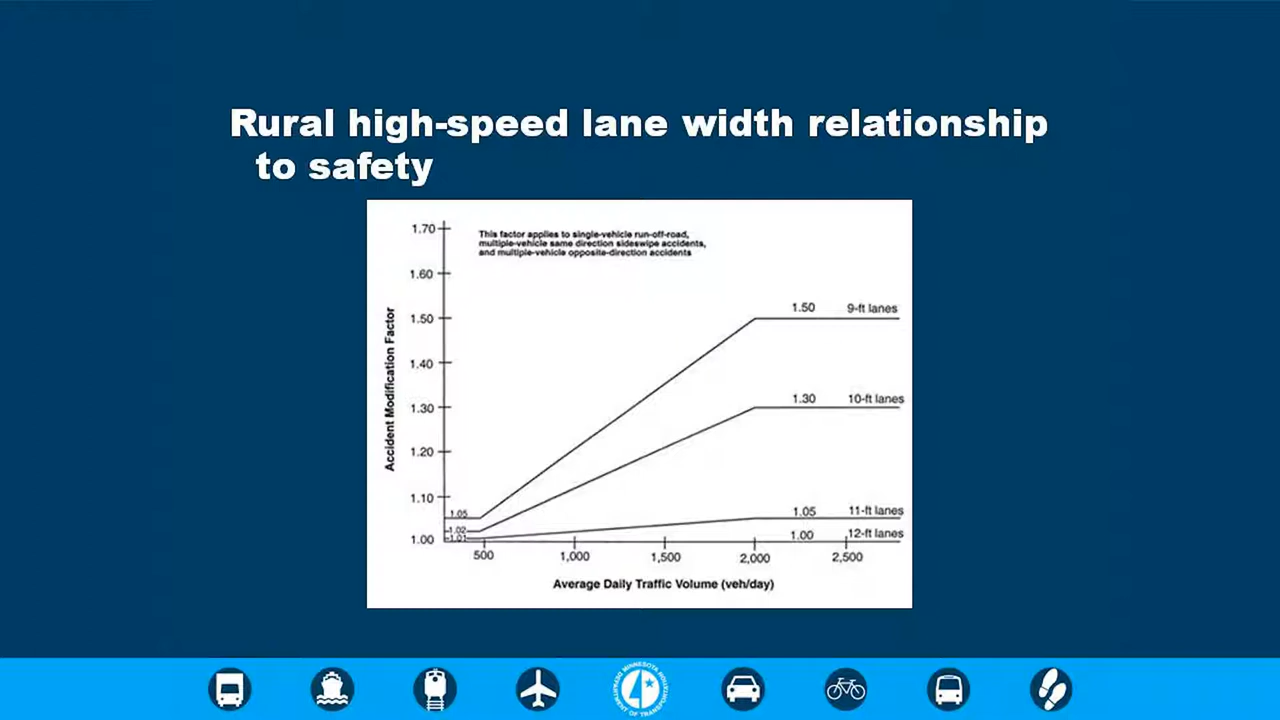 Rural high-speed lane width relationship
to safety
This factor applies to single-vehicle run-off-road,
multiple-vehicle same direction sideswipe accidents,
and multiple-vehicle opposite-direction accidents
Accident Modification Factor
1.70
1.60
1.50
1.40
1.30
1.20
1.10
1.00
1.50 9-ft lanes
1.30 10-ft lanes
1.05 11-ft lanes
1.00 12-ft lanes
1.05
1.02
1.01
500 1,000 1,500 2,000 2,500
Average Daily Traffic Volume (veh/day)
MINNESOTA
DEPARTMENT OF TRANSPORTATION